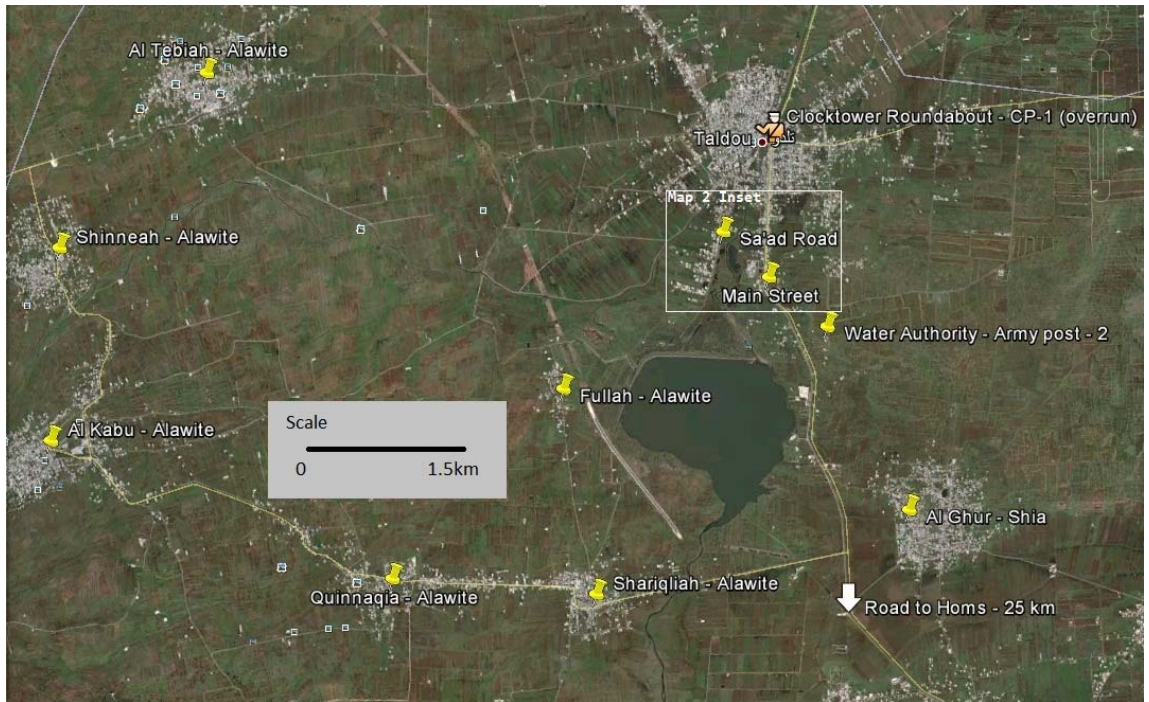 Al Tebiah - Alawite
Clocktower Roundabout - CP-1 (overrun)
Taldou
تلدو
Map 2 Inset
Shinneah - Alawite
Sa'ad Road
Main Street
Water Authority - Army post - 2
Fullah - Alawite
Al Kabu - Alawite
Scale
0 1.5km
Al Ghur - Shia
Quinnaqia - Alawite
Shariqliah - Alawite
Road to Homs - 25 km